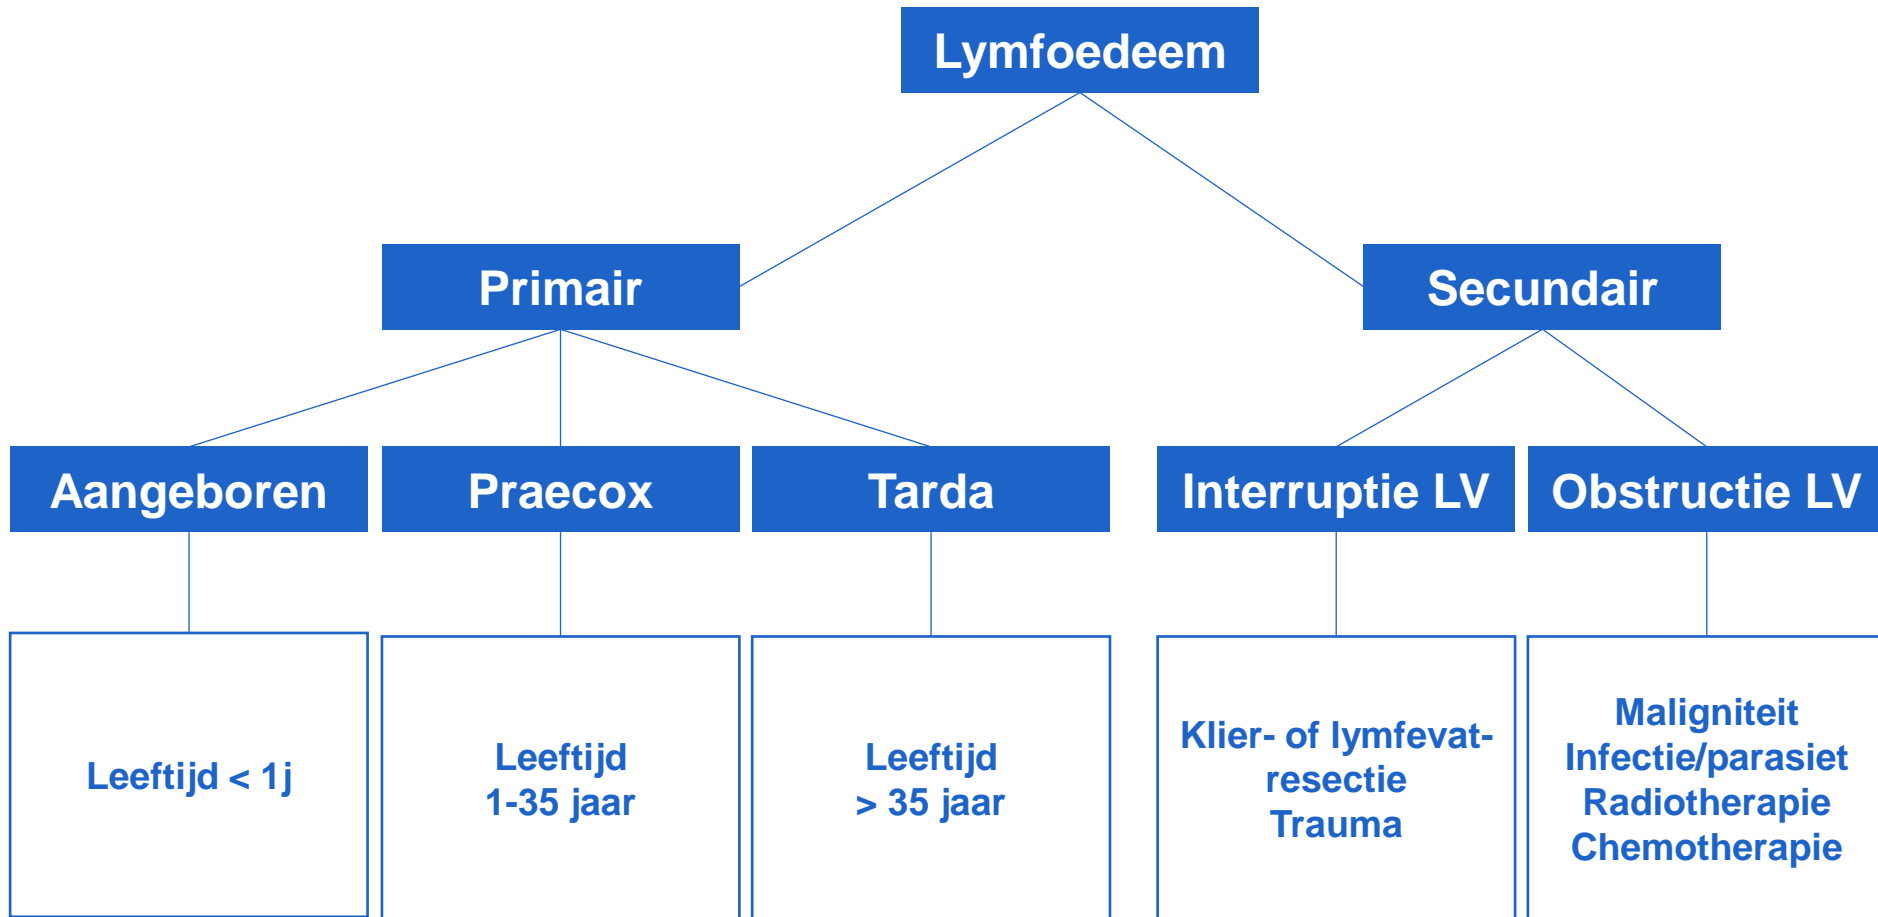 Lymfoedeem
Primair
Secundair
Aangeboren
Praecox
Tarda
Interruptie LV
Obstructie LV
Leeftijd < 1j
Leeftijd
1-35 jaar
Leeftijd
> 35 jaar
Klier- of lymfevat-
resectie
Trauma
Maligniteit
Infectie/parasiet
Radiotherapie
Chemotherapie